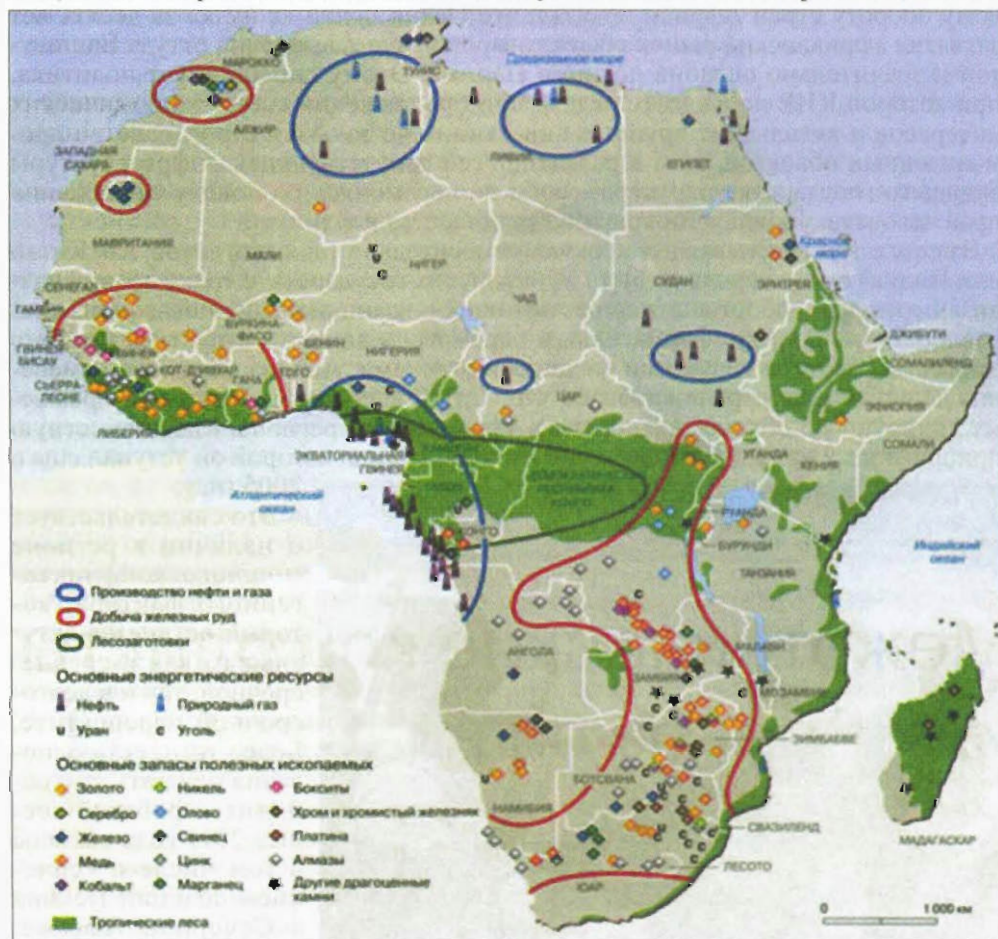 МАРОККО
ТУНИС
Средиземное море
АЛЖИР
ЛИВИЯ
ЕГИПЕТ
ЗАПАДНАЯ
САХАРА
МАВРИТАНИЯ
МАЛИ
НИГЕР
ЧАД
СУДАН
Красное
море
ЭРИТРЕЯ
СЕНЕГАЛ
ГАМБИЯ
ГВИНЕЯ-
БИСАУ
ГВИНЕЯ
БУРКИНА-
ФАСО
БЕНИН
НИГЕРИЯ
ДЖИБУТИ
СОМАЛИЛЕНД
СЬЕРРА-
ЛЕОНЕ
КОТ-Д'ИВУАР
ГАНА
ТОГО
ЛИБЕРИЯ
ЦАР
ЭФИОПИЯ
СОМАЛИ
ЭКВАТОРИАЛЬНАЯ
ГВИНЕЯ
УГАНДА
КЕНИЯ
Атлантический
океан
КОНГО
РУАНДА
БУРУНДИ
ТАНЗАНИЯ
Индийский
океан
АНГОЛА
ЗАМБИЯ
МАЛАВИ
МОЗАМБИК
ЗИМБАБВЕ
НАМИБИЯ
БОТСВАНА
СВАЗИЛЕНД
ЛЕСОТО
ЮАР
МАДАГАСКАР
Производство нефти и газа
Добыча железных руд
Лесозаготовки
Основные энергетические ресурсы
Нефть Природный газ
Уран Уголь
Основные запасы полезных ископаемых
Золото Никель Бокситы
Серебро Олово Хром и хромистый железник
Железо Свинец Платина
Медь Цинк Алмазы
Кобальт Марганец Другие драгоценные
камни
Тропические леса
0 1 000 км